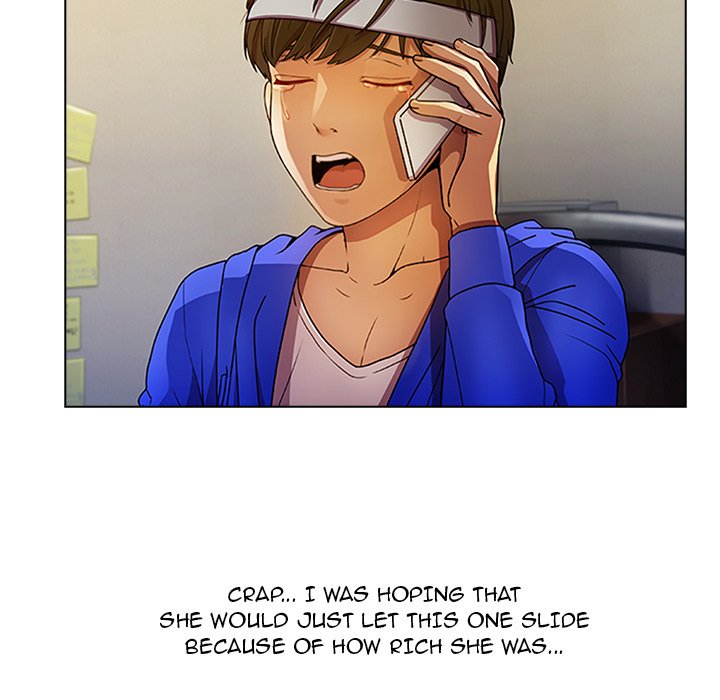 CRAP... I WAS HOPING THAT
SHE WOULD JUST LET THIS ONE SLIDE
BECAUSE OF HOW RICH SHE WAS...